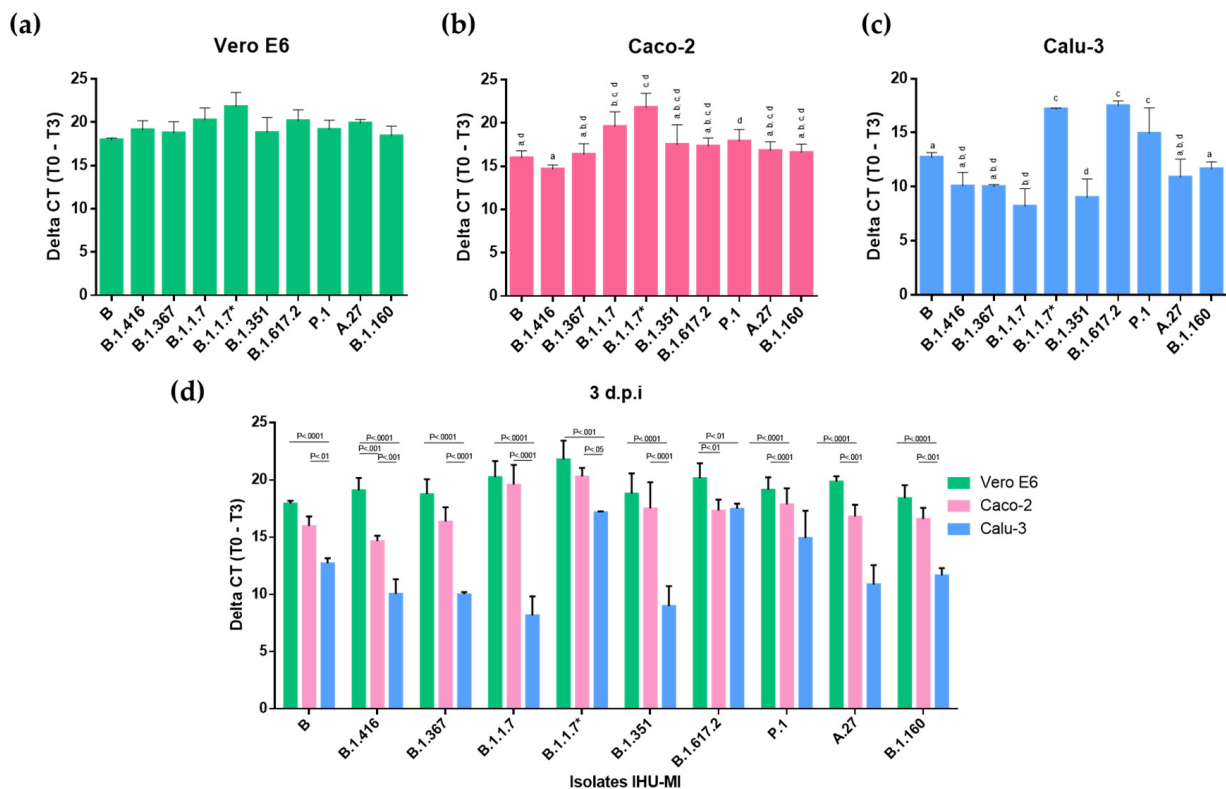 (a)
Vero E6
Delta CT (T0 - T3)
25
20
15
10
5
0
B
B.1.416
B.1.367
B.1.1.7
B.1.1.7*
B.1.351
B.1.617.2
P.1
A.27
B.1.160
(b)
Caco-2
Delta CT (T0 - T3)
25
20
15
10
5
0
a, d
a
a, b, d
b, c, d
c, d
a, b, c, d
a, b, c, d
d
a, b, c, d
a, b, c, d
B
B.1.416
B.1.367
B.1.1.7
B.1.1.7*
B.1.351
B.1.617.2
P.1
A.27
B.1.160
(c)
Calu-3
Delta CT (T0 - T3)
20
15
10
5
0
a
a, b, d
a, b, d
b, d
c
d
c
c
a, b, d
a
B
B.1.416
B.1.367
B.1.1.7
B.1.1.7*
B.1.351
B.1.617.2
P.1
A.27
B.1.160
(d)
3 d.p.i
Delta CT (T0 - T3)
25
20
15
10
5
0
P<.0001
P<.01
P<.0001
P<.001
P<.001
P<.0001
P<.0001
P<.0001
P<.0001
P<.001
P<.05
P<.0001
P<.0001
P<.01
P<.01
P<.0001
P<.0001
P<.0001
P<.001
P<.0001
P<.001
Vero E6
Caco-2
Calu-3
B
B.1.416
B.1.367
B.1.1.7
B.1.1.7*
B.1.351
B.1.617.2
P.1
A.27
B.1.160
Isolates IHU-MI